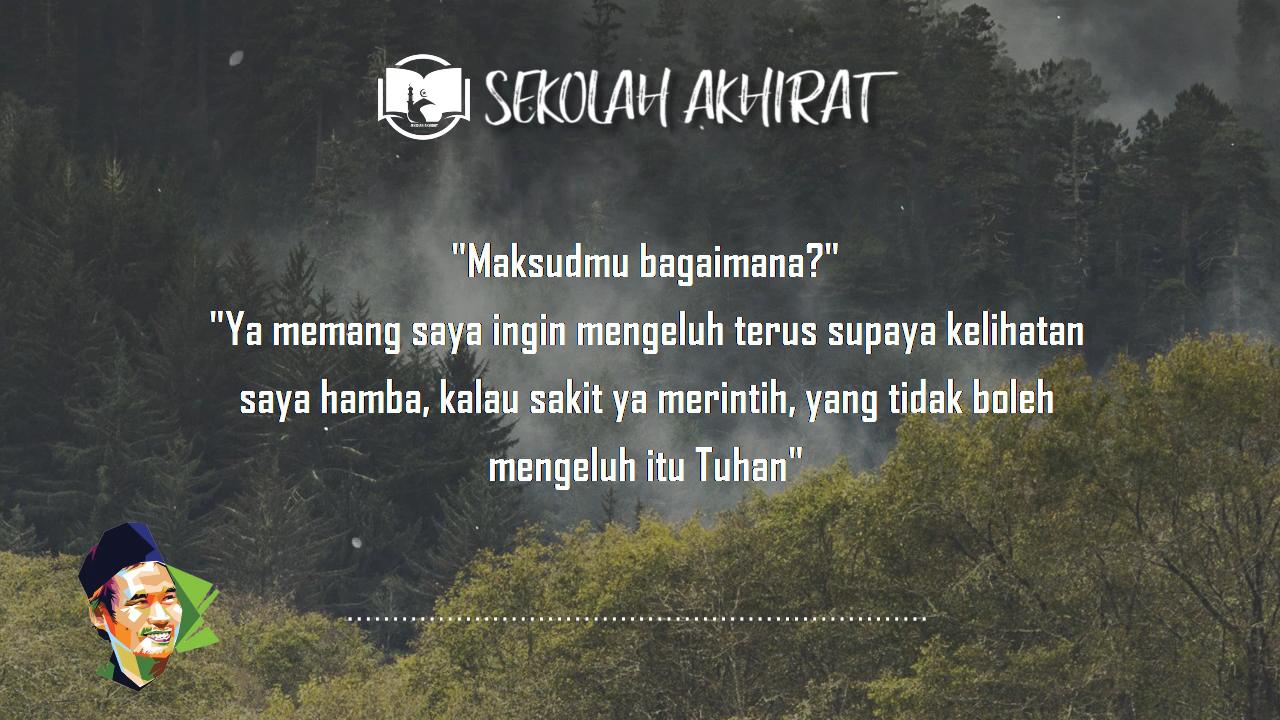 SEKOLAH AKHIRAT
"Maksudmu bagaimana?"
"Ya memang saya ingin mengeluh terus supaya kelihatan
saya hamba, kalau sakit ya merintih, yang tidak boleh
mengeluh itu Tuhan"